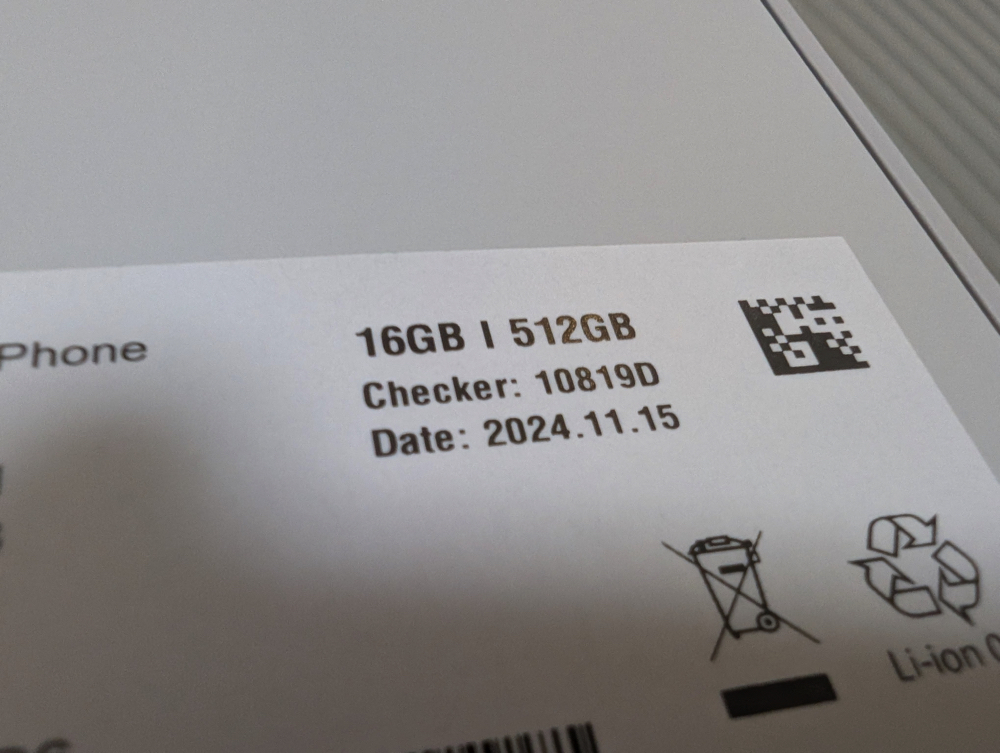 Phone
16GB | 512GB
Checker: 10819D
Date: 2024.11.15
Li-ion